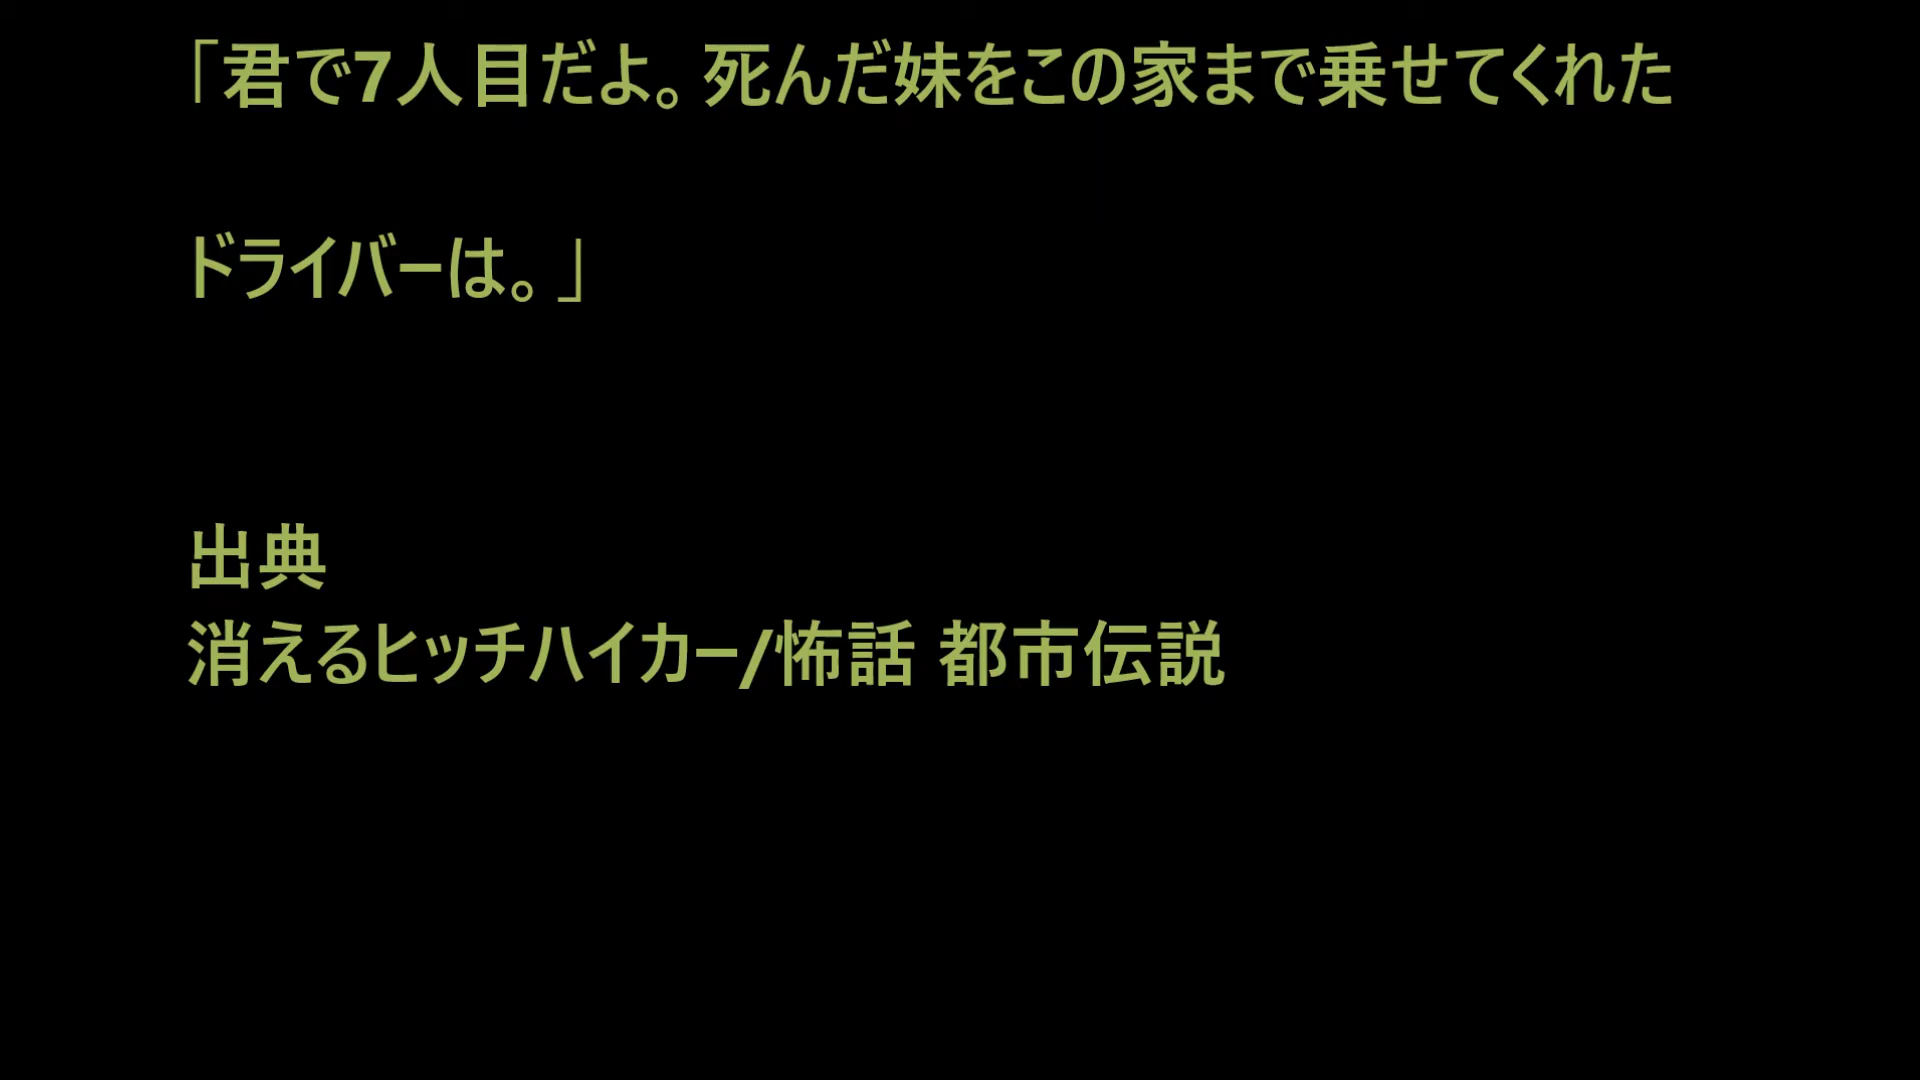 「君で7人目だよ。死んだ妹をこの家まで乗せてくれた
ドライバーは。」
出典
消えるヒッチハイカー/怖話 都市伝説